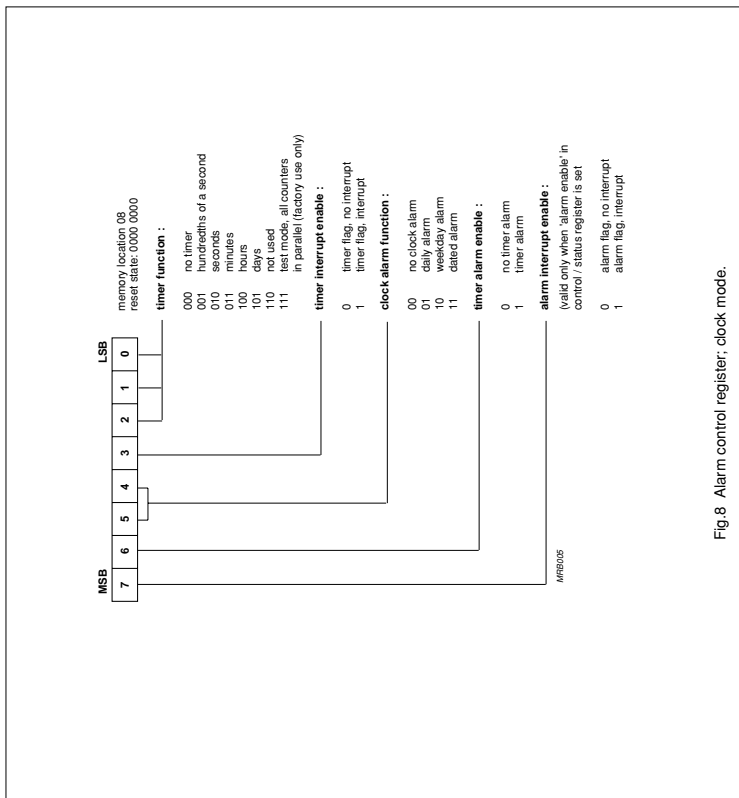 MSB
LSB
7 6 5 4 3 2 1 0
memory location 08
reset state: 0000 0000
timer function :
000 no timer
001 hundredths of a second
010 seconds
011 minutes
100 hours
101 days
110 not used
111 test mode, all counters
in parallel (factory use only)
timer interrupt enable :
0 timer flag, no interrupt
1 timer flag, interrupt
clock alarm function :
00 no clock alarm
01 daily alarm
10 weekday alarm
11 dated alarm
timer alarm enable :
0 no timer alarm
1 timer alarm
alarm interrupt enable :
(valid only when 'alarm enable' in
control / status register is set
0 alarm flag, no interrupt
1 alarm flag, interrupt
MRB005
Fig.8 Alarm control register; clock mode.